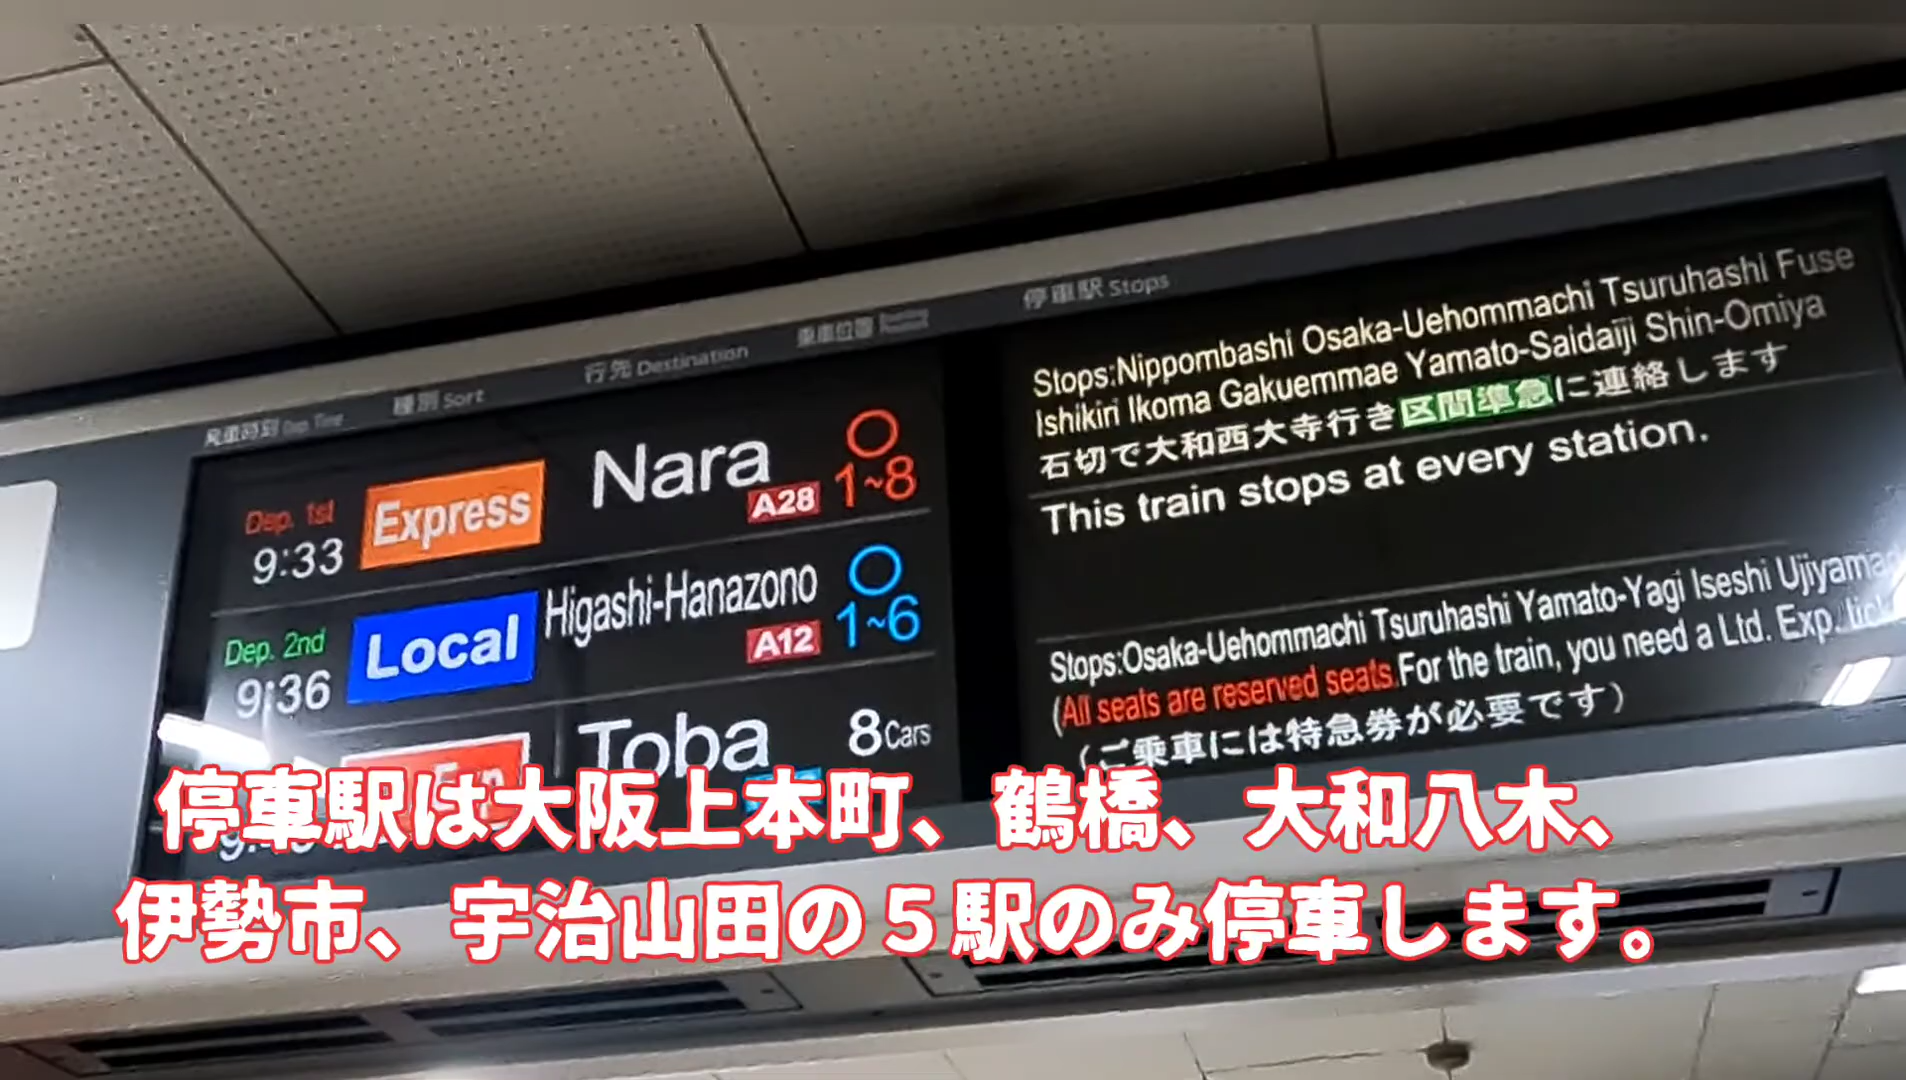 発車時刻 Dep. Time
種別 Sort
行先 Destination
乗車位置
停車駅 Stops
Dep. 1st
9:33
Express
Nara
A28
1~8
Stops:Nippombashi Osaka-Uehommachi Tsuruhashi Fuse
Ishikiri Ikoma Gakuemmae Yamato-Saidaiji Shin-Omiya
石切で大和西大寺行き区間準急に連絡します
Dep. 2nd
9:36
Local
Higashi-Hanazono
A12
1~6
This train stops at every station.
Exp
Toba
8Cars
Stops:Osaka-Uehommachi Tsuruhashi Yamato-Yagi Iseshi Ujiyamada
(All seats are reserved seats.For the train, you need a Ltd. Exp.
(ご乗車には特急券が必要です)
停車駅は大阪上本町、鶴橋、大和八木、
伊勢市、宇治山田の５駅のみ停車します。